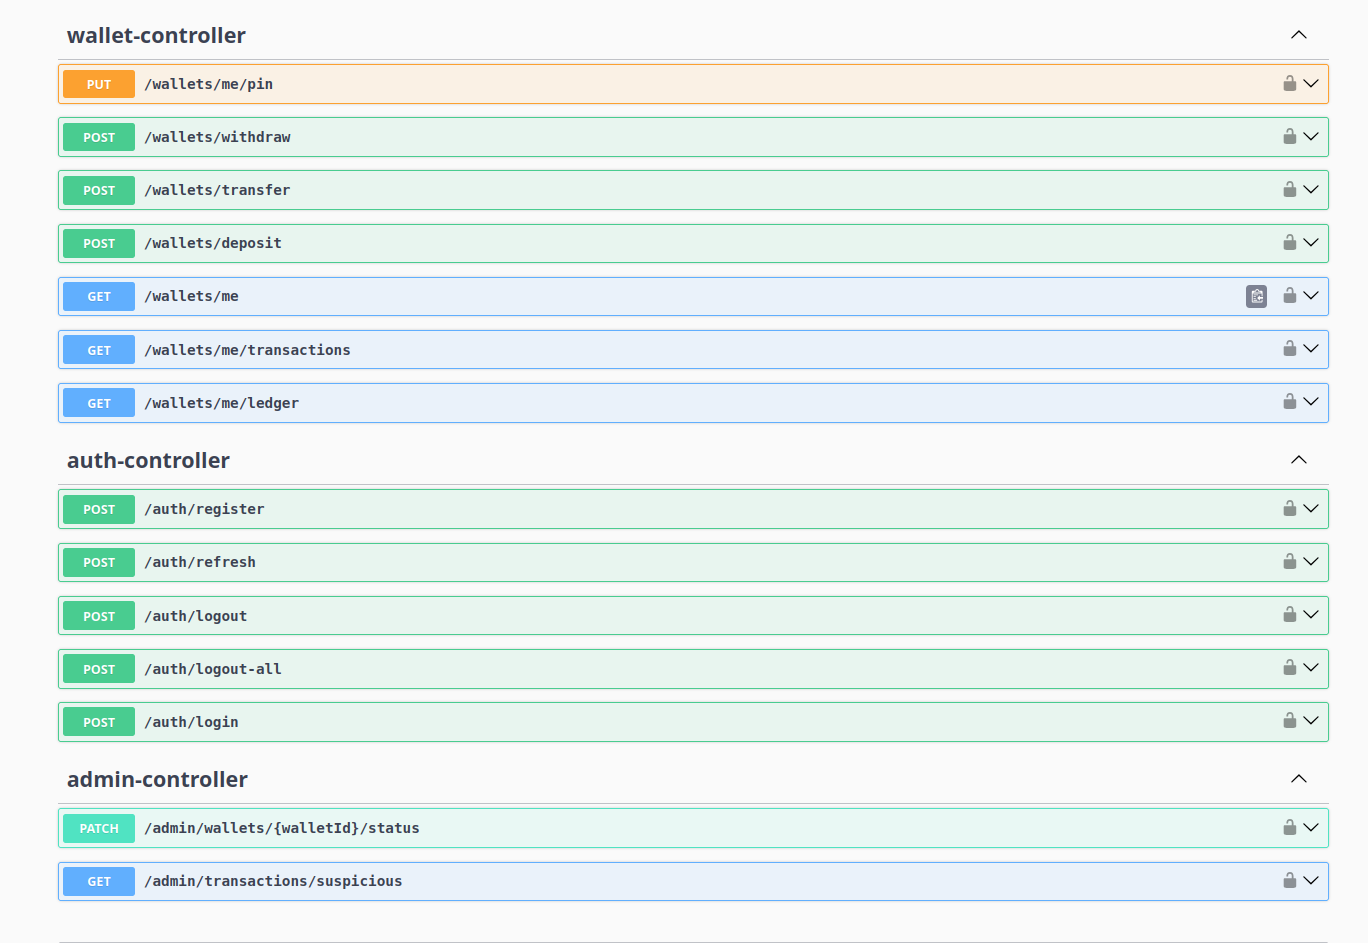 wallet-controller
PUT /wallets/me/pin
POST /wallets/withdraw
POST /wallets/transfer
POST /wallets/deposit
GET /wallets/me
GET /wallets/me/transactions
GET /wallets/me/ledger
auth-controller
POST /auth/register
POST /auth/refresh
POST /auth/logout
POST /auth/logout-all
POST /auth/login
admin-controller
PATCH /admin/wallets/{walletId}/status
GET /admin/transactions/suspicious